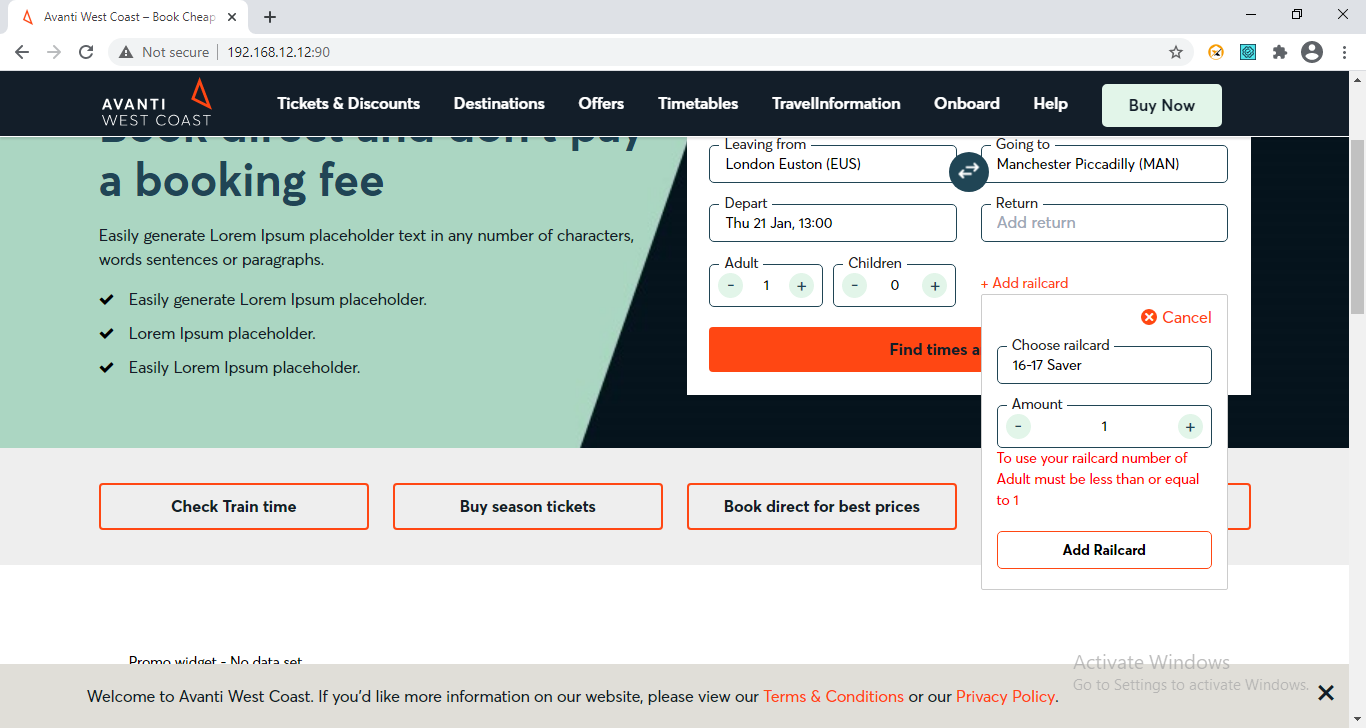 Avanti West Coast – Book Cheap
Not secure
192.168.12.12:90
AVANTI
WEST COAST
Tickets & Discounts
Destinations
Offers
Timetables
TravelInformation
Onboard
Help
Buy Now
Book direct and don't pay
a booking fee
Easily generate Lorem Ipsum placeholder text in any number of characters,
words sentences or paragraphs.
Easily generate Lorem Ipsum placeholder.
Lorem Ipsum placeholder.
Easily Lorem Ipsum placeholder.
Leaving from
London Euston (EUS)
Going to
Manchester Piccadilly (MAN)
Depart
Thu 21 Jan, 13:00
Return
Add return
Adult
- 1 +
Children
- 0 +
+ Add railcard
Find times a
Cancel
Choose railcard
16-17 Saver
Amount
- 1 +
To use your railcard number of
Adult must be less than or equal
to 1
Add Railcard
Check Train time
Buy season tickets
Book direct for best prices
Promo widget - No data set
Activate Windows
Go to Settings to activate Windows.
Welcome to Avanti West Coast. If you'd like more information on our website, please view our Terms & Conditions or our Privacy Policy.